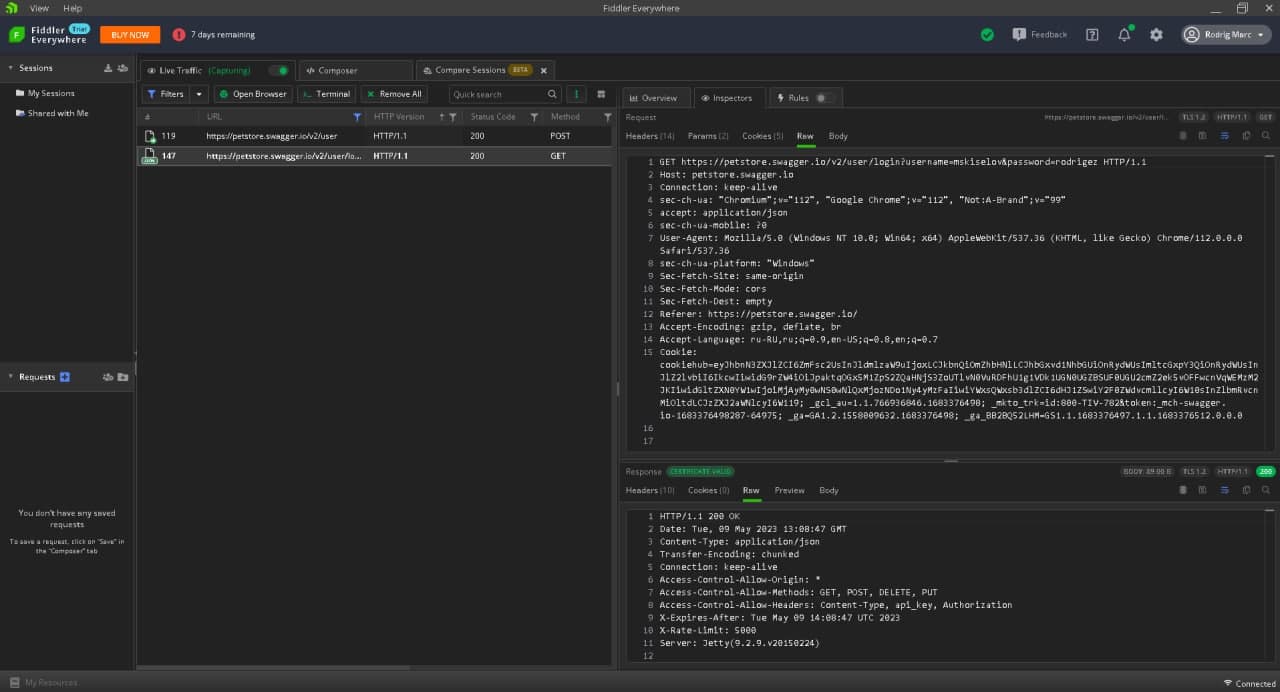 View Help
Fiddler Everywhere
Fiddler Trial
Everywhere
BUY NOW
7 days remaining
Feedback
Rodrig Marc
Sessions
My Sessions
Shared with Me
Live Traffic (Capturing)
Composer
Compare Sessions BETA
Filters
Open Browser
Terminal
Remove All
Quick search
# URL HTTP Version Status Code Method
119 https://petstore.swagger.io/v2/user HTTP/1.1 200 POST
147 https://petstore.swagger.io/v2/user/lo... HTTP/1.1 200 GET
Overview
Inspectors
Rules
Request
https://petstore.swagger.io/v2/user/l...
TLS 1.2 HTTP/1.1 GET
Headers (14) Params (2) Cookies (5) Raw Body
1 GET https://petstore.swagger.io/v2/user/login?username=mskiselov&password=rodrigez HTTP/1.1
2 Host: petstore.swagger.io
3 Connection: keep-alive
4 sec-ch-ua: "Chromium";v="112", "Google Chrome";v="112", "Not:A-Brand";v="99"
5 accept: application/json
6 sec-ch-ua-mobile: ?0
7 User-Agent: Mozilla/5.0 (Windows NT 10.0; Win64; x64) AppleWebKit/537.36 (KHTML, like Gecko) Chrome/112.0.0.0
Safari/537.36
8 sec-ch-ua-platform: "Windows"
9 Sec-Fetch-Site: same-origin
10 Sec-Fetch-Mode: cors
11 Sec-Fetch-Dest: empty
12 Referer: https://petstore.swagger.io/
13 Accept-Encoding: gzip, deflate, br
14 Accept-Language: ru-RU,ru;q=0.9,en-US;q=0.8,en;q=0.7
15 Cookie:
_gcl_au=1.1.766936846.1683376498; _mkto_trk=id:800-TIV-782&token:_mch-swagger.
io-1683376498287-64975; _ga=GA1.2.1558009632.1683376498; _ga_BB2BQS2LHM=GS1.1.1683376497.1.1.1683376512.0.0.0
16
17
Requests
You don't have any saved
requests
To save a request, click on "Save" in
the "Composer" tab
Response CERTIFICATE VALID
BODY: 89.00 B TLS 1.2 HTTP/1.1 200
Headers (10) Cookies (0) Raw Preview Body
1 HTTP/1.1 200 OK
2 Date: Tue, 09 May 2023 13:08:47 GMT
3 Content-Type: application/json
4 Transfer-Encoding: chunked
5 Connection: keep-alive
6 Access-Control-Allow-Origin: *
7 Access-Control-Allow-Methods: GET, POST, DELETE, PUT
8 Access-Control-Allow-Headers: Content-Type, api_key, Authorization
9 X-Expires-After: Tue May 09 14:08:47 UTC 2023
10 X-Rate-Limit: 5000
11 Server: Jetty(9.2.9.v20150224)
12
My Resources
Connected